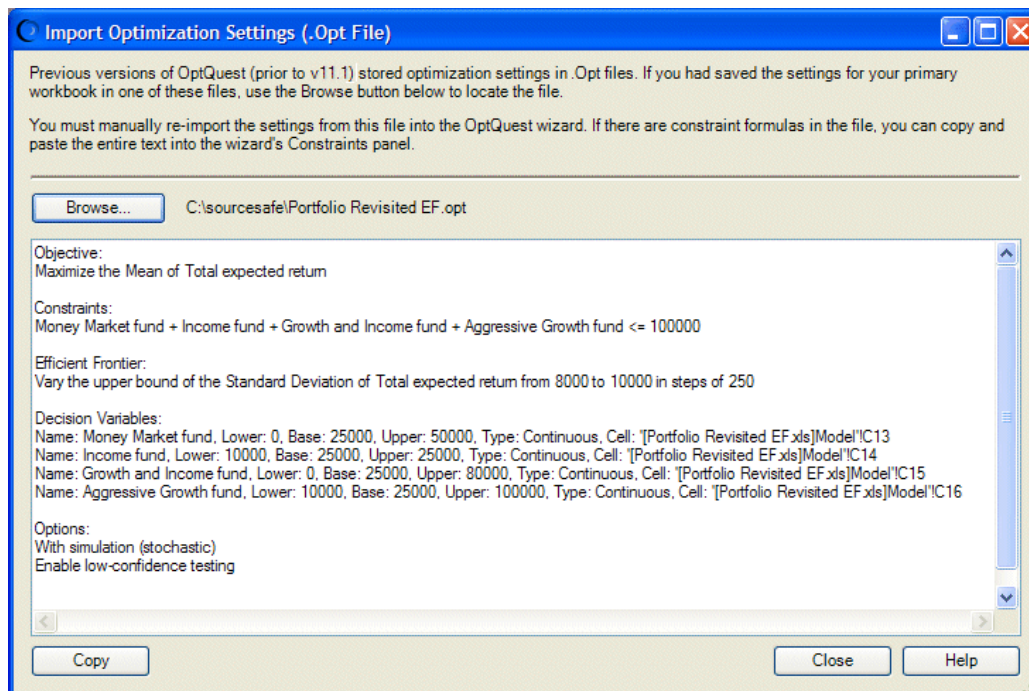 Import Optimization Settings (.Opt File)
Previous versions of OptQuest (prior to v11.1) stored optimization settings in .Opt files. If you had saved the settings for your primary
workbook in one of these files, use the Browse button below to locate the file.
You must manually re-import the settings from this file into the OptQuest wizard. If there are constraint formulas in the file, you can copy and
paste the entire text into the wizard's Constraints panel.
Browse... C:\sourcesafe\Portfolio Revisited EF.opt
Objective:
Maximize the Mean of Total expected return
Constraints:
Money Market fund + Income fund + Growth and Income fund + Aggressive Growth fund <= 100000
Efficient Frontier:
Vary the upper bound of the Standard Deviation of Total expected return from 8000 to 10000 in steps of 250
Decision Variables:
Name: Money Market fund, Lower: 0, Base: 25000, Upper: 50000, Type: Continuous, Cell: '[Portfolio Revisited EF.xls]Model'!C13
Name: Income fund, Lower: 10000, Base: 25000, Upper: 25000, Type: Continuous, Cell: '[Portfolio Revisited EF.xls]Model'!C14
Name: Growth and Income fund, Lower: 0, Base: 25000, Upper: 80000, Type: Continuous, Cell: '[Portfolio Revisited EF.xls]Model'!C15
Name: Aggressive Growth fund, Lower: 10000, Base: 25000, Upper: 100000, Type: Continuous, Cell: '[Portfolio Revisited EF.xls]Model'!C16
Options:
With simulation (stochastic)
Enable low-confidence testing
Copy Close Help